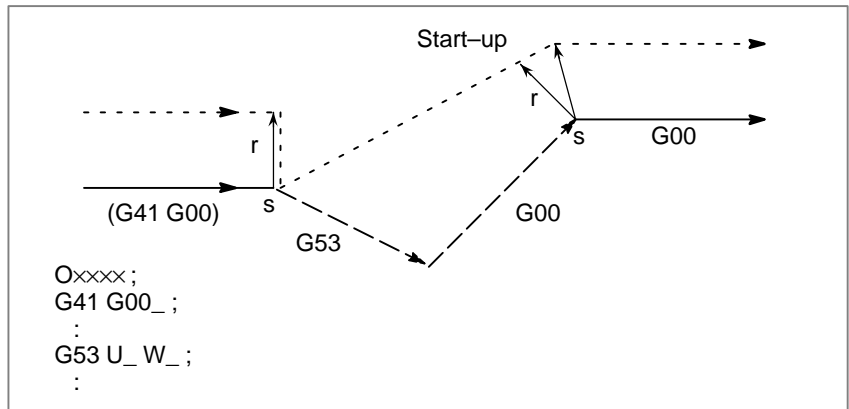 Start–up
r
r
s
G00
(G41 G00)
s
G00
G53
O×××× ;
G41 G00_ ;
:
G53 U_ W_ ;
: